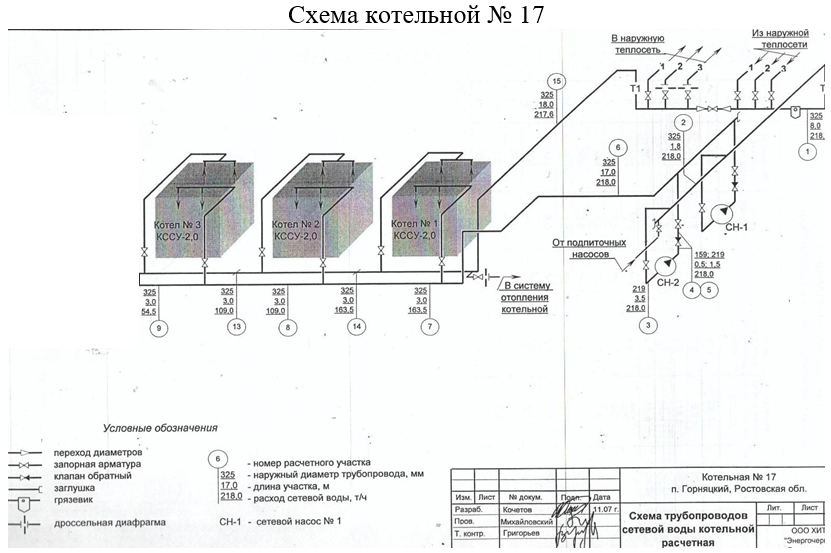 Схема котельной № 17
В наружную
теплосеть
Из наружной
теплосети
1 2 3
1 2 3
Т1
15
325
18,0
217,6
2
325
1,8
218,0
6
325
17,0
218,0
325
8,0
218,
1
Котел № 3
КССУ-2,0
Котел № 2
КССУ-2,0
Котел № 1
КССУ-2,0
СН-1
От подпиточных
насосов
СН-2
159; 219
0,5; 1,5
218,0
4 5
219
3,5
218,0
3
В систему
отопления
котельной
325
3,0
54,5
9
325
3,0
109,0
13
325
3,0
109,0
8
325
3,0
163,5
14
325
3,0
163,5
7
Условные обозначения
переход диаметров
запорная арматура
клапан обратный
заглушка
грязевик
дроссельная диафрагма
6 - номер расчетного участка
325 - наружный диаметр трубопровода, мм
17,0 - длина участка, м
218,0 - расход сетевой воды, т/ч
СН-1 - сетевой насос № 1
Котельная № 17
п. Горняцкий, Ростовская обл.
Изм. Лист № докум. Подп. Дата
Разраб. Кочетов 11.07 г.
Пров. Михайловский
Т. контр. Григорьев
Схема трубопроводов
сетевой воды котельной
расчетная
Лит. Лист
ООО ХИТ
"Энергочер